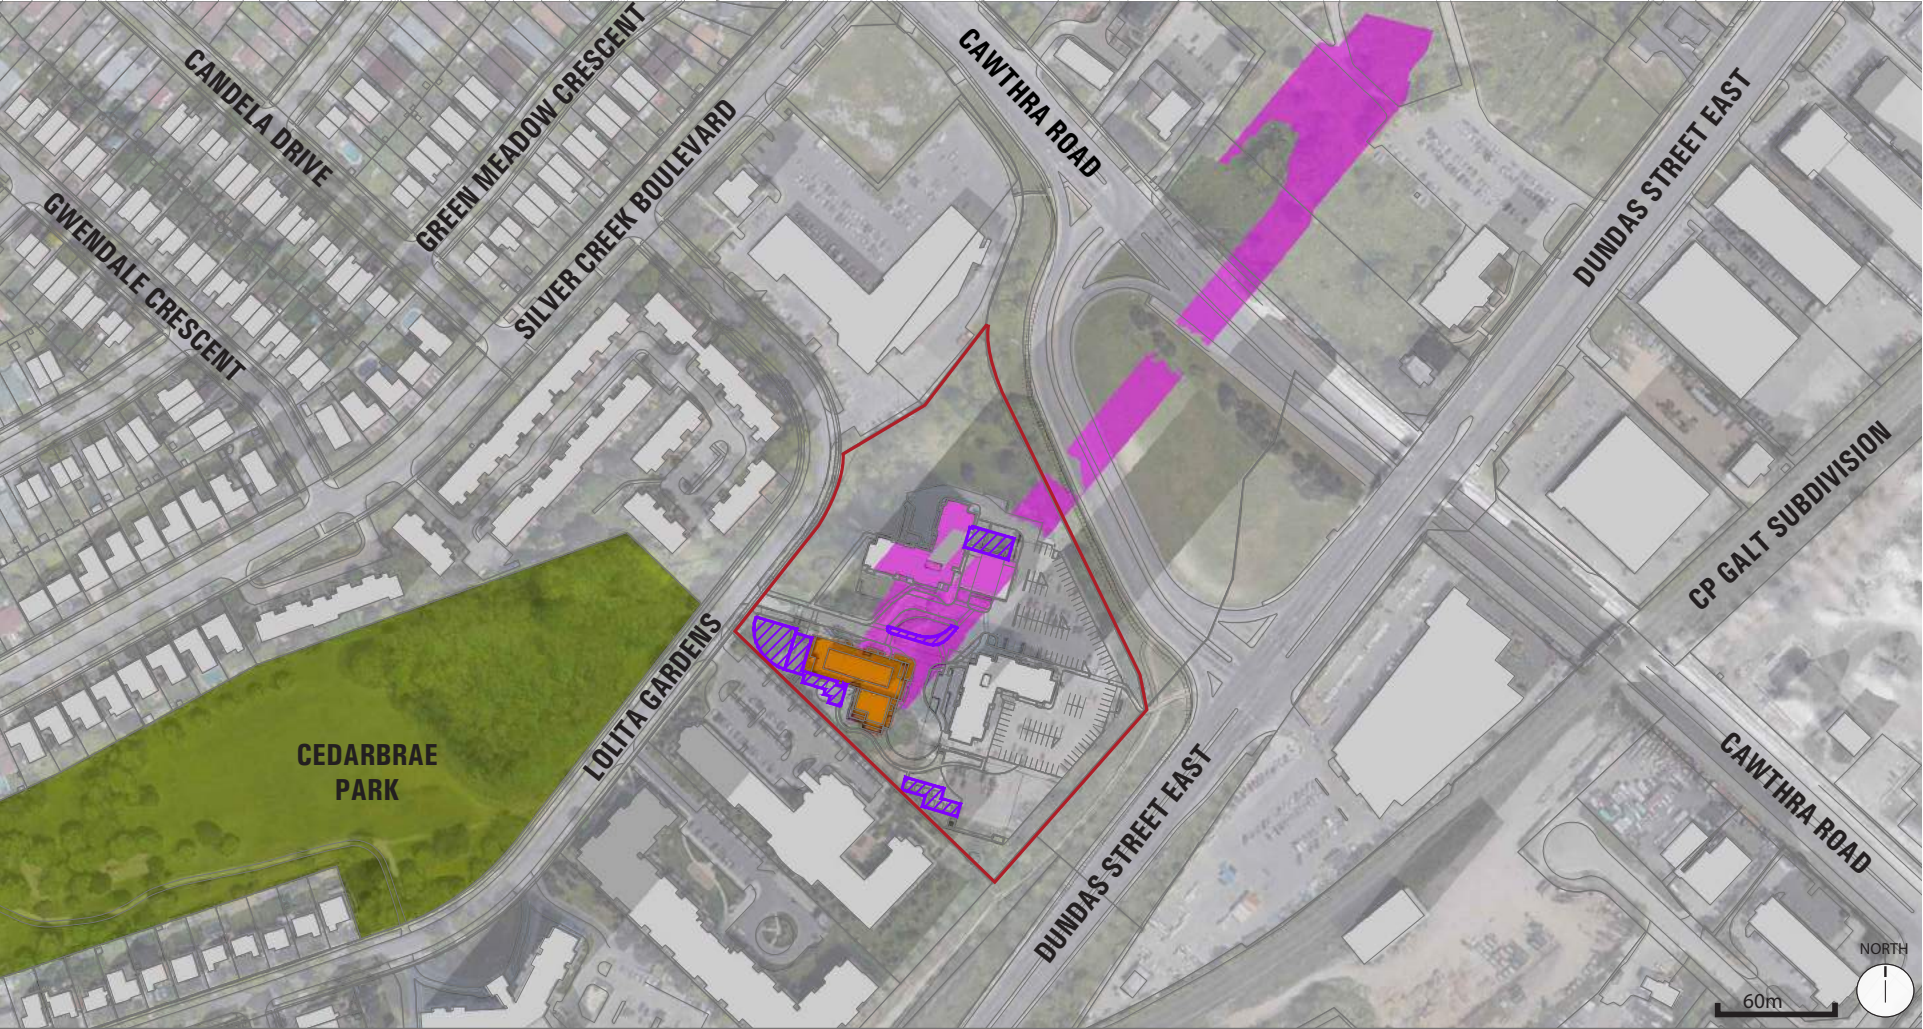 CANDELA DRIVE
GREEN MEADOW CRESCENT
CAWTHRA ROAD
SILVER CREEK BOULEVARD
DUNDAS STREET EAST
GWENDALE CRESCENT
CP GALT SUBDIVISION
LOLITA GARDENS
CEDARBRAE
PARK
DUNDAS STREET EAST
CAWTHRA ROAD
NORTH
60m